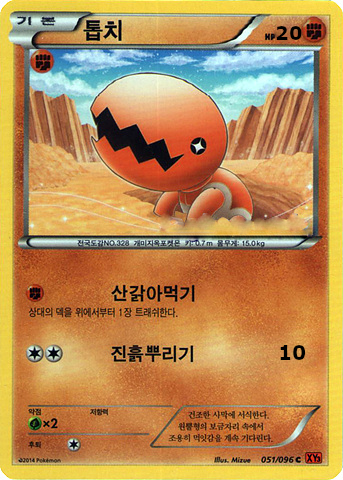 기본
톱치
HP20
전국도감NO.328 개미지옥포켓몬 키:0.7m 몸무게:15.0kg
산갉아먹기
상대의 덱을 위에서부터 1장 트래쉬한다.
진흙뿌리기 10
약점 저항력
×2
후퇴
건조한 사막에 서식한다.
원뿔형의 보금자리 속에서
조용히 먹잇감을 계속 기다린다.
©2014 Pokémon
Illus. Mizue
051/096 C
XY3